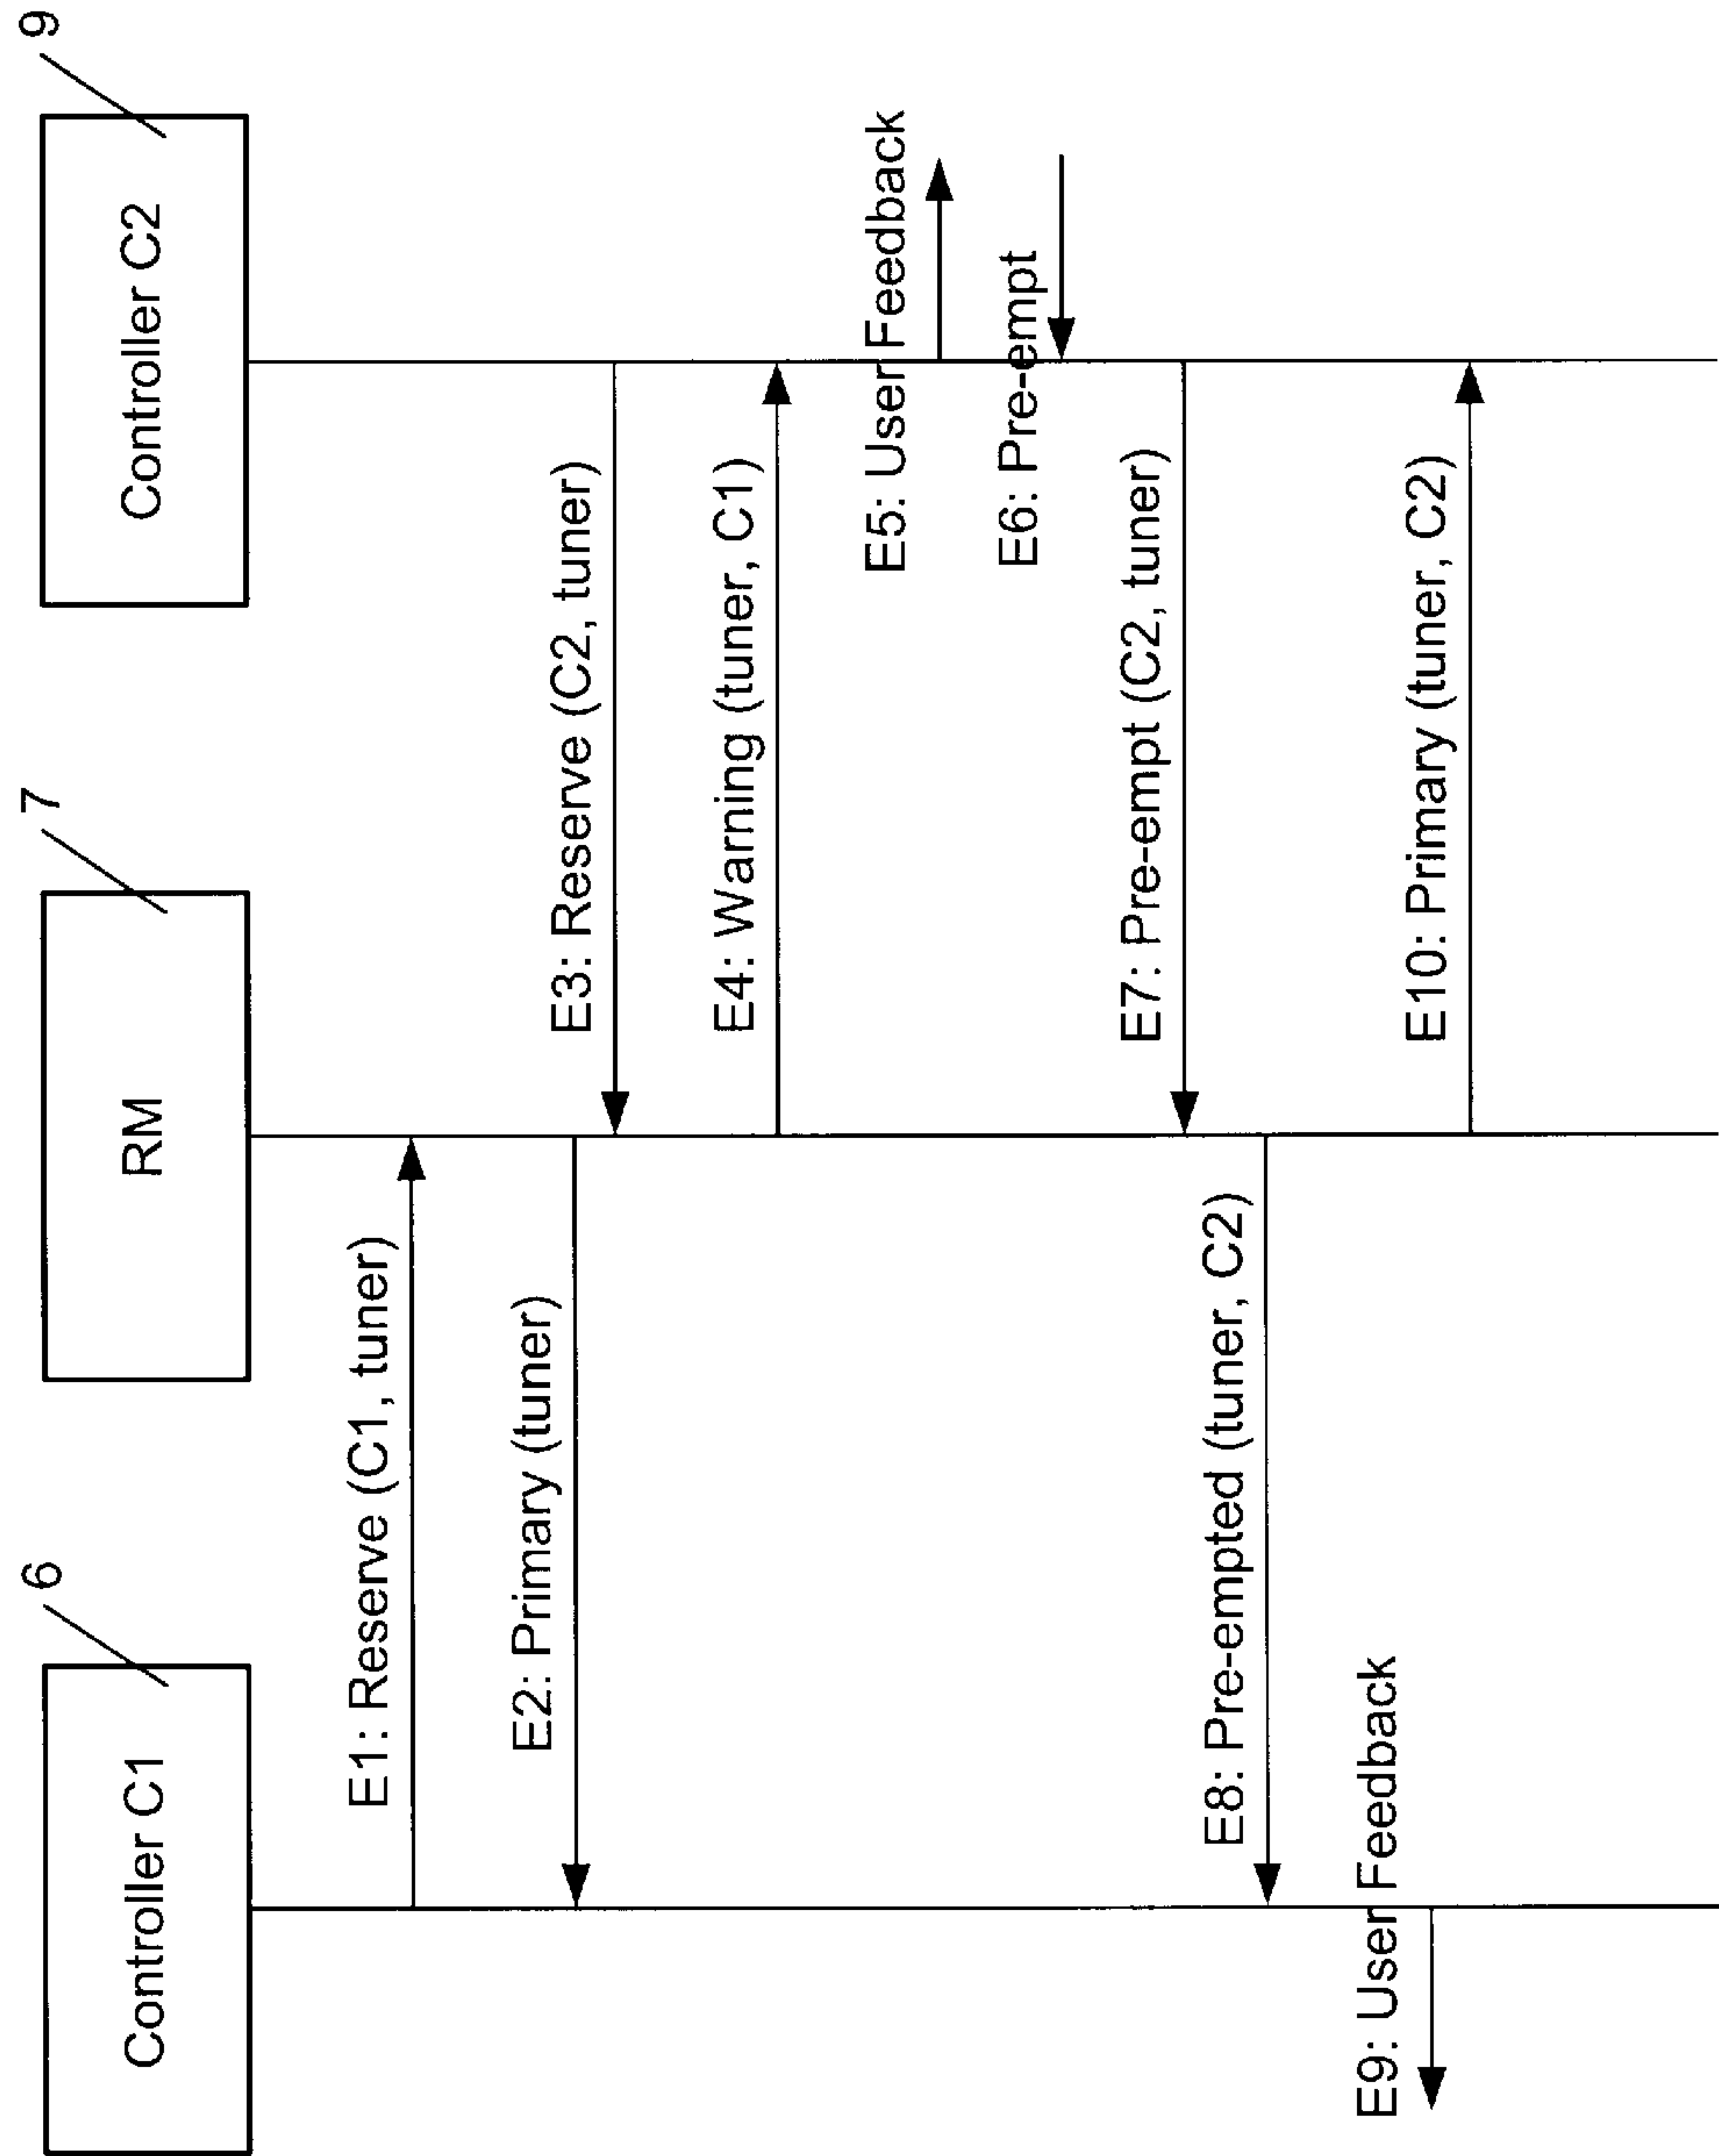 Controller C1
6
RM
7
Controller C2
9
E1: Reserve (C1, tuner)
E2: Primary (tuner)
E3: Reserve (C2, tuner)
E4: Warning (tuner, C1)
E5: User Feedback
E6: Pre-empt
E7: Pre-empt (C2, tuner)
E8: Pre-empted (tuner, C2)
E9: User Feedback
E10: Primary (tuner, C2)